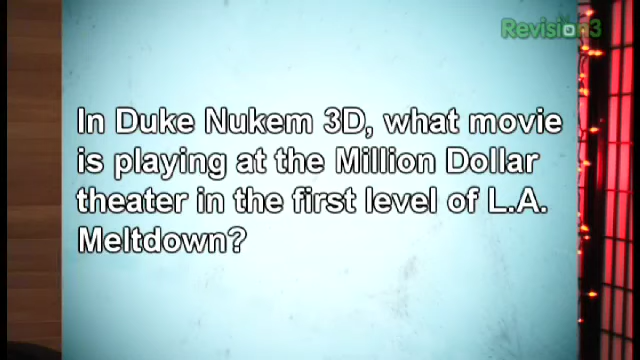 Revision3
In Duke Nukem 3D, what movie
is playing at the Million Dollar
theater in the first level of L.A.
Meltdown?